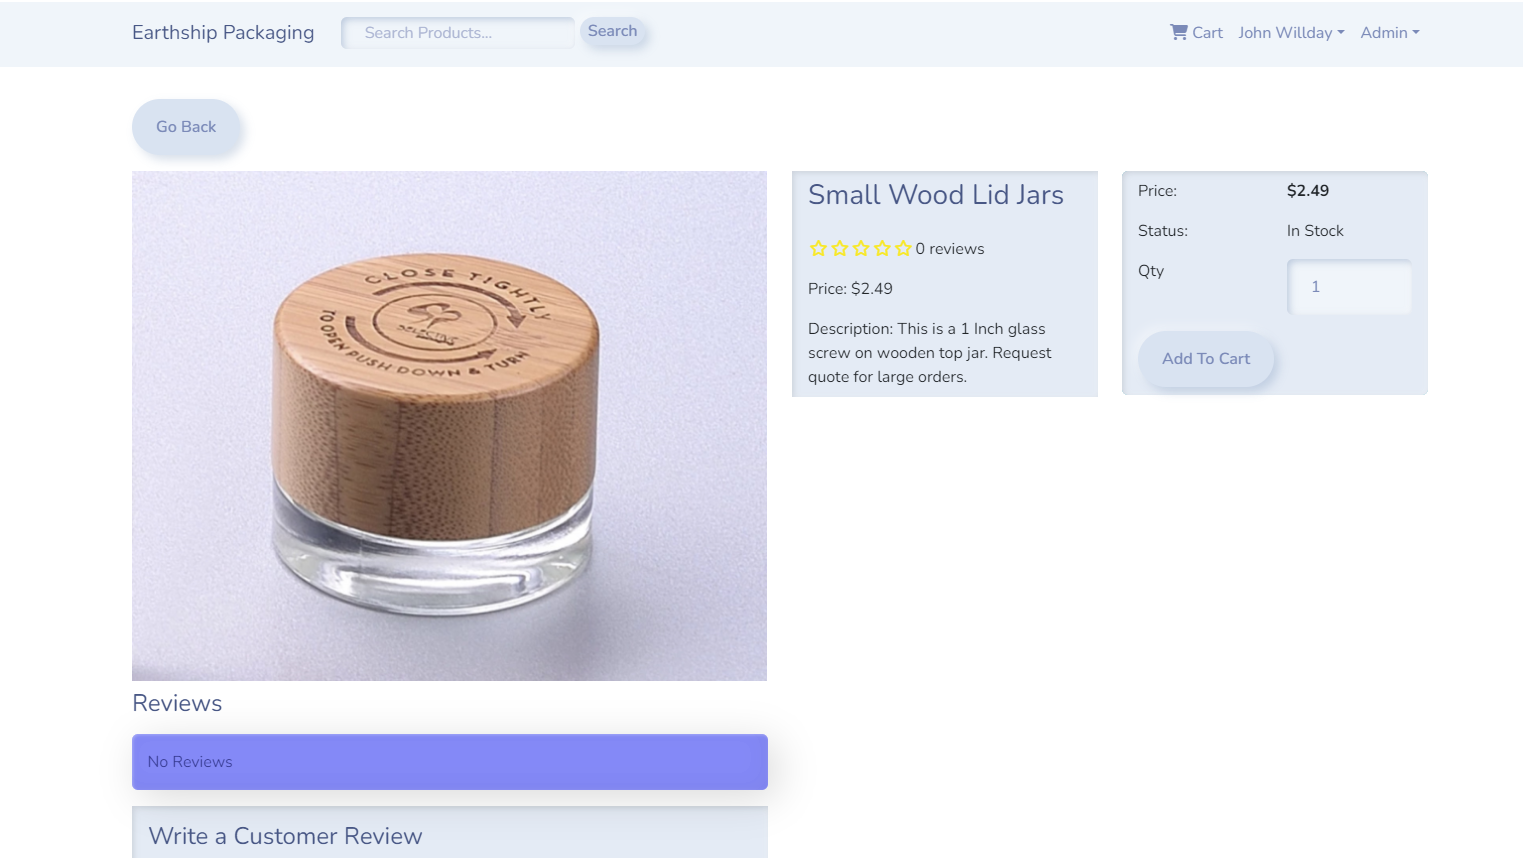 Earthship Packaging
Search Products...
Search
Cart
John Willday
Admin
Go Back
CLOSE TIGHTLY
TO OPEN PUSH DOWN & TURN
Small Wood Lid Jars
0 reviews
Price: $2.49
Description: This is a 1 Inch glass
screw on wooden top jar. Request
quote for large orders.
Price: $2.49
Status: In Stock
Qty 1
Add To Cart
Reviews
No Reviews
Write a Customer Review